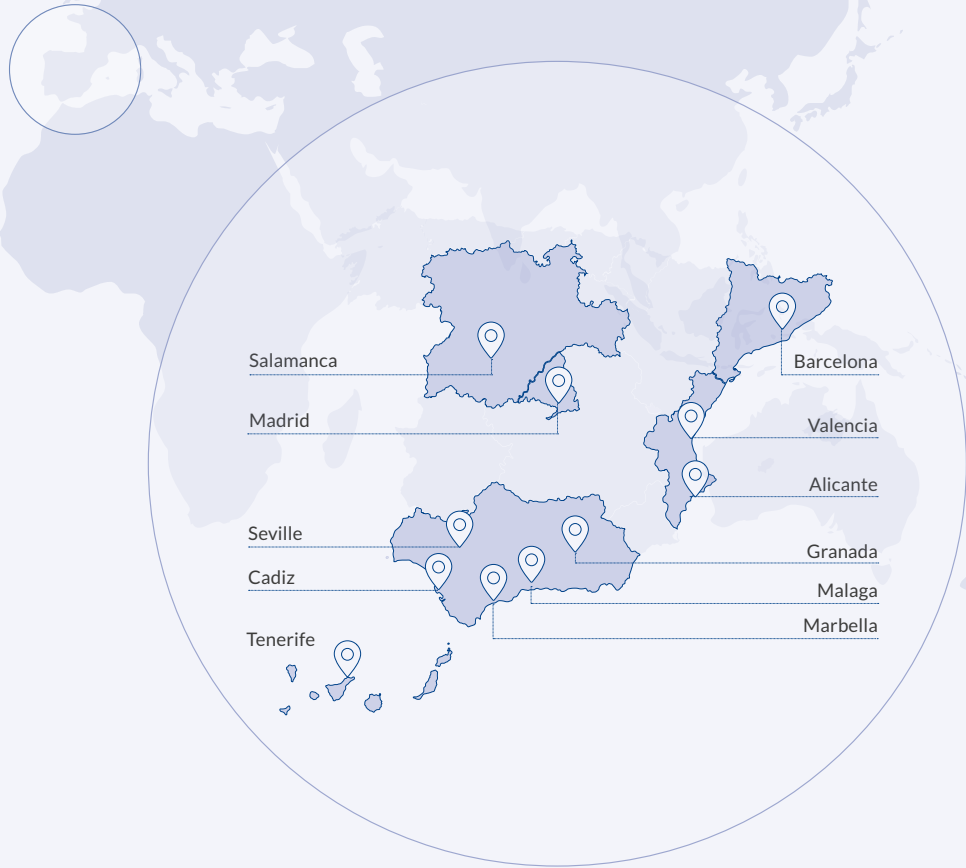 Salamanca
Barcelona
Madrid
Valencia
Alicante
Seville
Granada
Cadiz
Malaga
Marbella
Tenerife